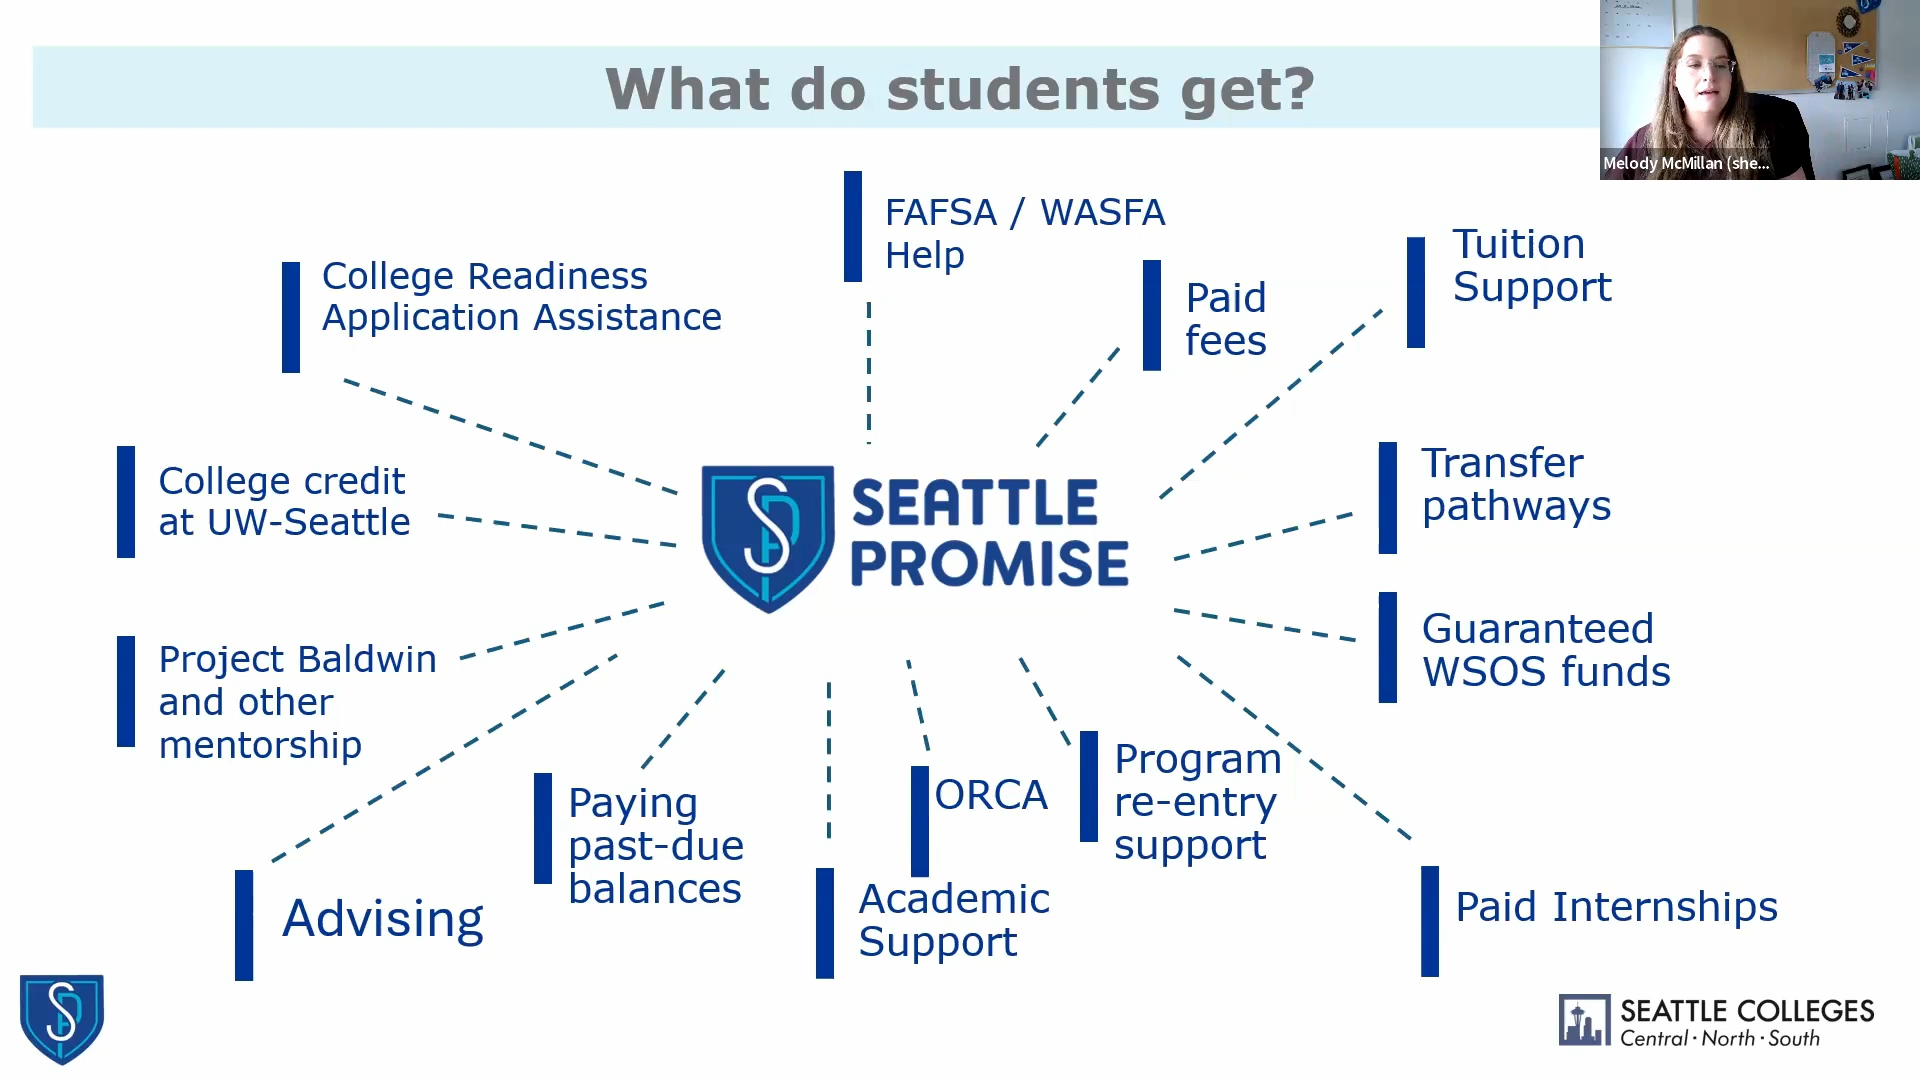 What do students get?
Melody McMillan (she...
FAFSA / WASFA
Help
Tuition
Support
College Readiness
Application Assistance
Paid
fees
College credit
at UW-Seattle
SEATTLE
PROMISE
Transfer
pathways
Guaranteed
WSOS funds
Project Baldwin
and other
mentorship
Paying
past-due
balances
ORCA
Program
re-entry
support
Advising
Academic
Support
Paid Internships
SEATTLE COLLEGES
Central · North · South